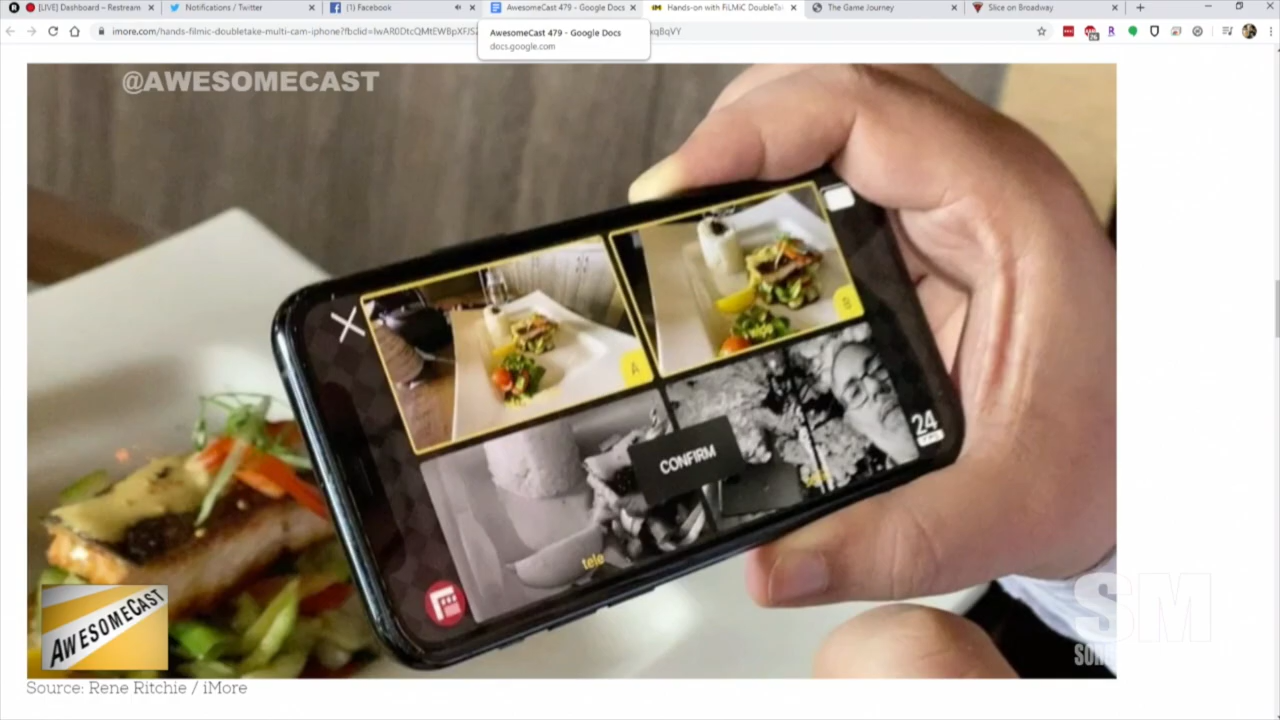 [LIVE] Dashboard – Restream
Notifications / Twitter
(1) Facebook
AwesomeCast 479 - Google Docs
Hands-on with FiLMiC DoubleTa
The Game Journey
Slice on Broadway
imore.com/hands-filmic-doubletake-multi-cam-iphone?fbclid=
AwesomeCast 479 - Google Docs
docs.google.com
@AWESOMECAST
A
B
24
CONFIRM
tele
AWESOMECAST
SM
Source: Rene Ritchie / iMore